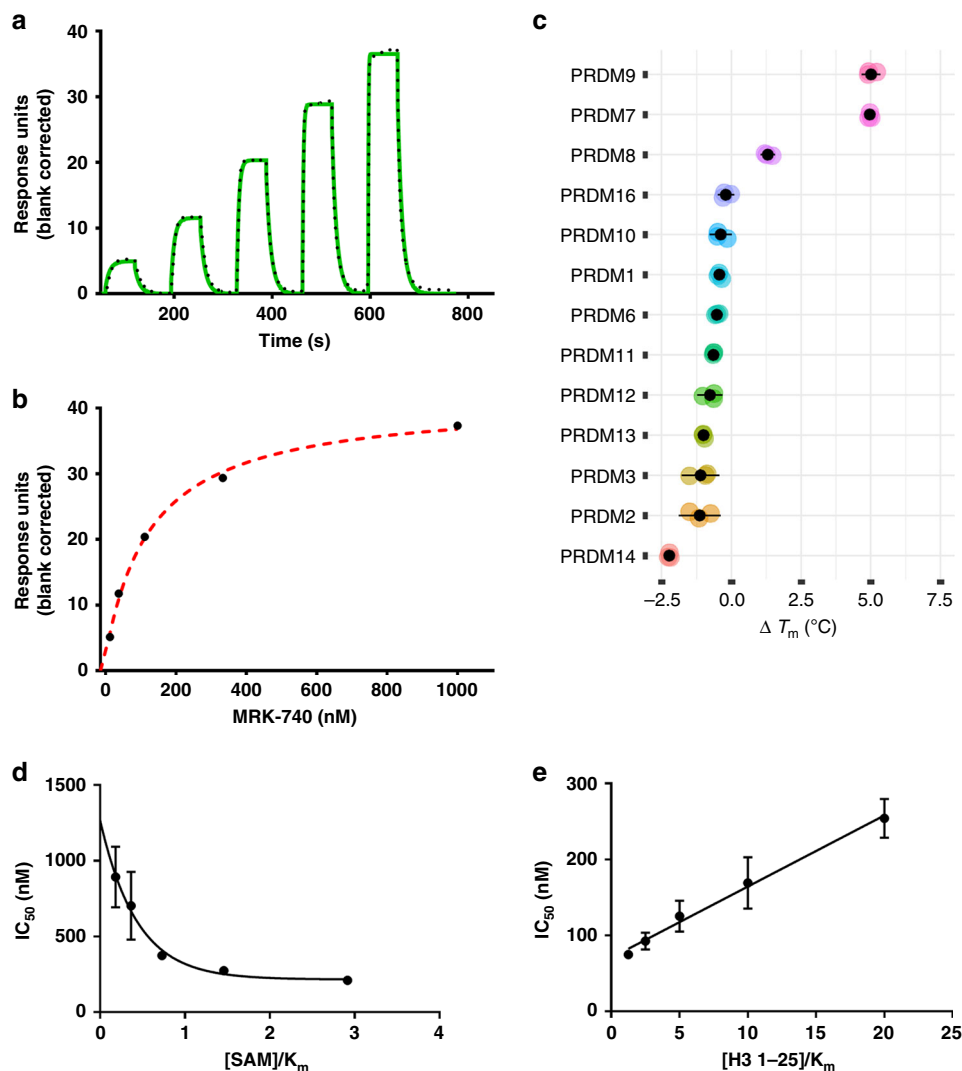 a
Response units
(blank corrected)
40
30
20
10
0
200
400
600
800
Time (s)
b
Response units
(blank corrected)
40
30
20
10
0
0
200
400
600
800
1000
MRK-740 (nM)
c
PRDM9
PRDM7
PRDM8
PRDM16
PRDM10
PRDM1
PRDM6
PRDM11
PRDM12
PRDM13
PRDM3
PRDM2
PRDM14
–2.5
0.0
2.5
5.0
7.5
Δ Tm (°C)
d
IC50 (nM)
1500
1000
500
0
0
1
2
3
4
[SAM]/Km
e
IC50 (nM)
300
200
100
0
0
5
10
15
20
25
[H3 1–25]/Km